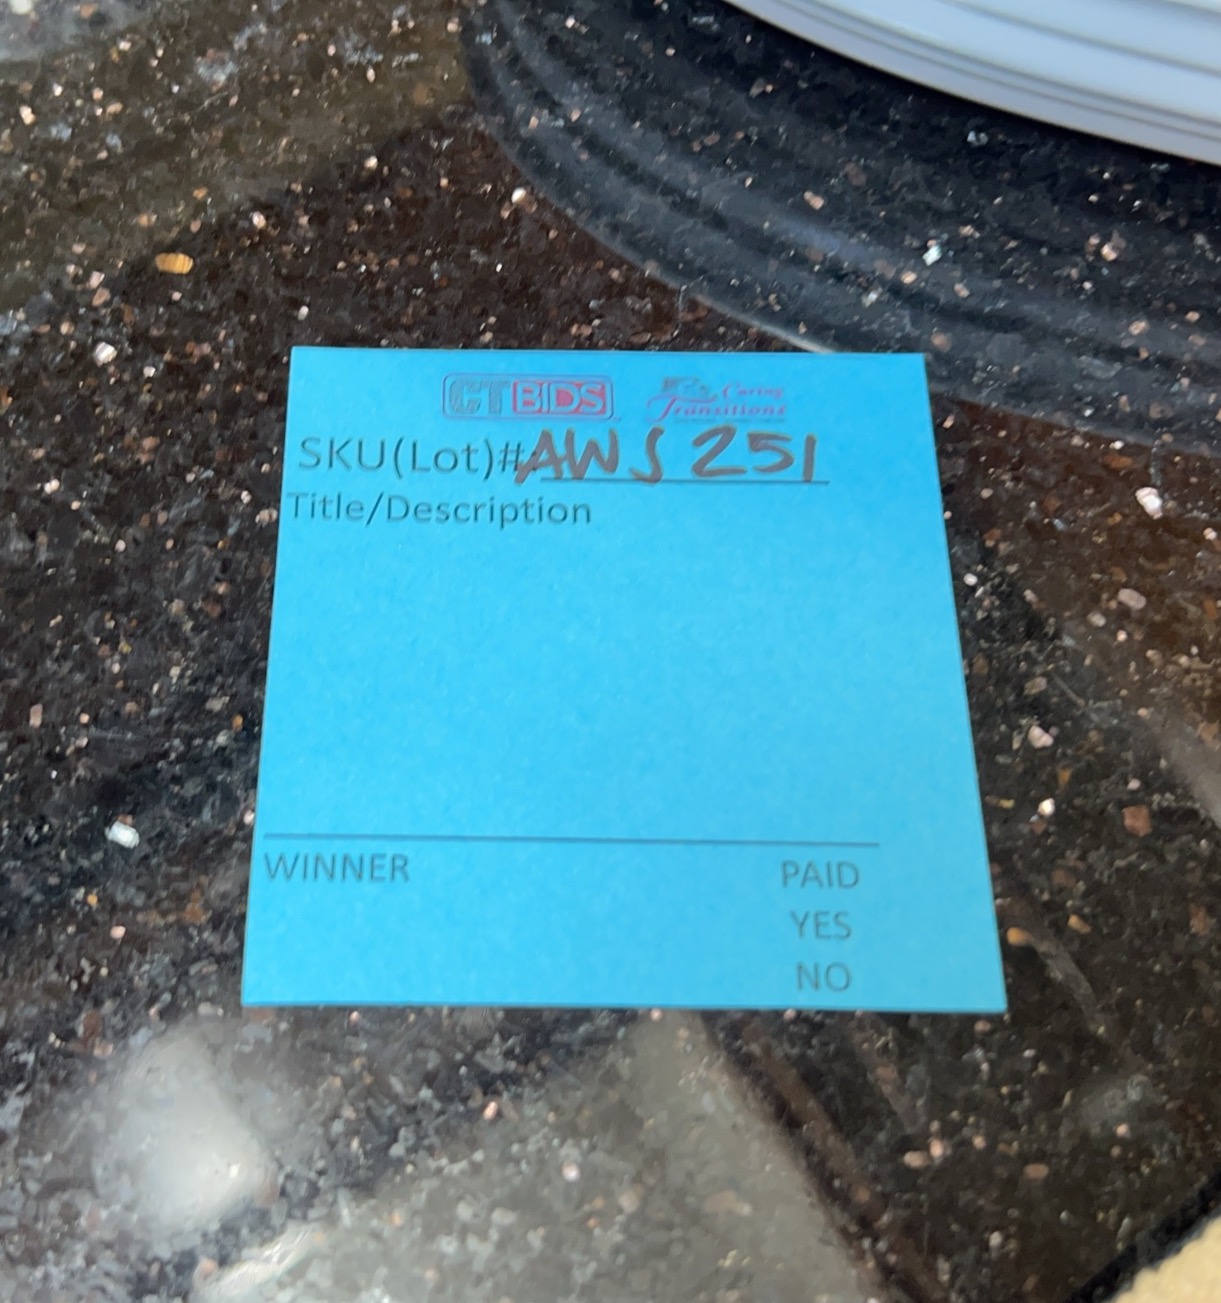 CTBIDS Caring Transitions
SKU(Lot)#AWS 251
Title/Description
WINNER PAID
YES
NO